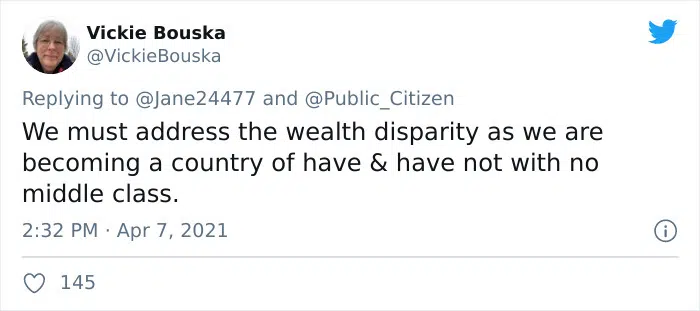 Vickie Bouska
@VickieBouska
Replying to @Jane24477 and @Public_Citizen
We must address the wealth disparity as we are
becoming a country of have & have not with no
middle class.
2:32 PM · Apr 7, 2021
145